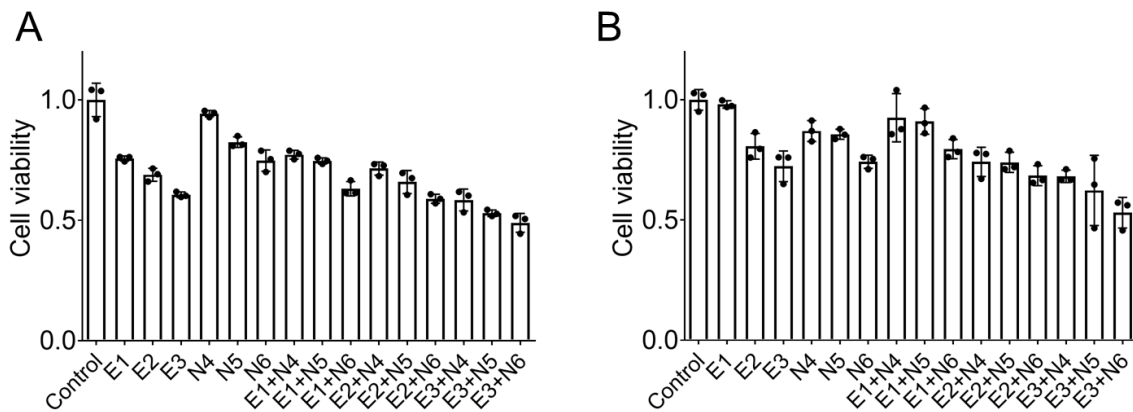 A
Cell viability
1.0
0.5
0.0
Control
E1
E2
E3
N4
N5
N6
E1+N4
E1+N5
E1+N6
E2+N4
E2+N5
E2+N6
E3+N4
E3+N5
E3+N6
B
Cell viability
1.0
0.5
0.0
Control
E1
E2
E3
N4
N5
N6
E1+N4
E1+N5
E1+N6
E2+N4
E2+N5
E2+N6
E3+N4
E3+N5
E3+N6